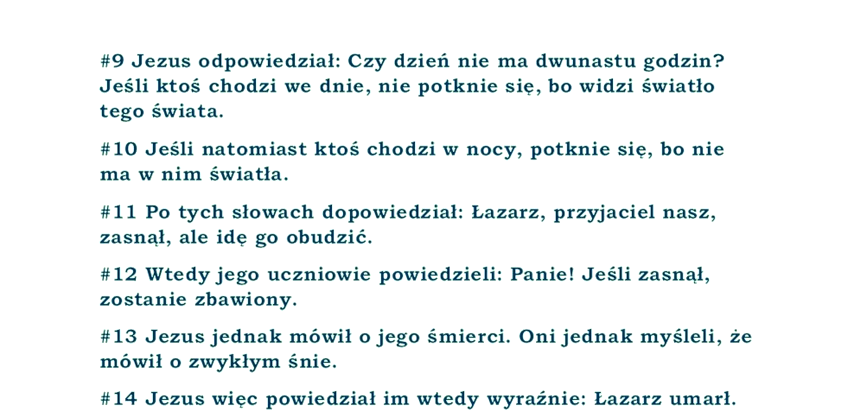 #9 Jezus odpowiedział: Czy dzień nie ma dwunastu godzin?
Jeśli ktoś chodzi we dnie, nie potknie się, bo widzi światło
tego świata.
#10 Jeśli natomiast ktoś chodzi w nocy, potknie się, bo nie
ma w nim światła.
#11 Po tych słowach dopowiedział: Łazarz, przyjaciel nasz,
zasnął, ale idę go obudzić.
#12 Wtedy jego uczniowie powiedzieli: Panie! Jeśli zasnął,
zostanie zbawiony.
#13 Jezus jednak mówił o jego śmierci. Oni jednak myśleli, że
mówił o zwykłym śnie.
#14 Jezus więc powiedział im wtedy wyraźnie: Łazarz umarł.